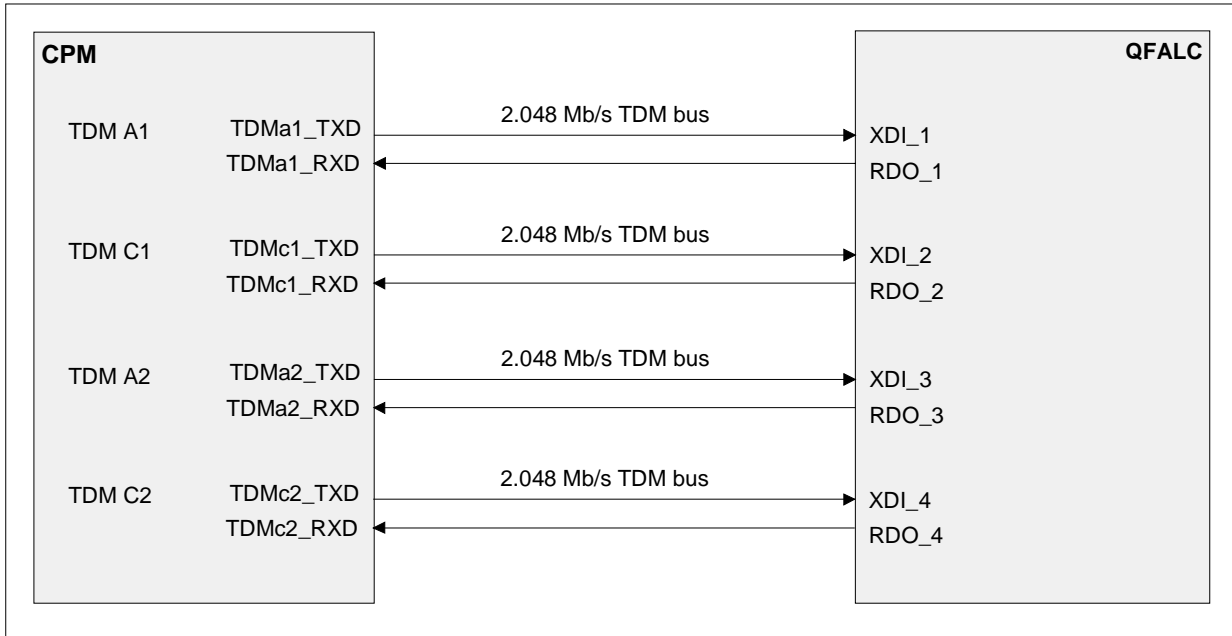 CPM
QFALC
TDM A1
TDMa1_TXD
2.048 Mb/s TDM bus
XDI_1
TDMa1_RXD
RDO_1
TDM C1
TDMc1_TXD
2.048 Mb/s TDM bus
XDI_2
TDMc1_RXD
RDO_2
TDM A2
TDMa2_TXD
2.048 Mb/s TDM bus
XDI_3
TDMa2_RXD
RDO_3
TDM C2
TDMc2_TXD
2.048 Mb/s TDM bus
XDI_4
TDMc2_RXD
RDO_4